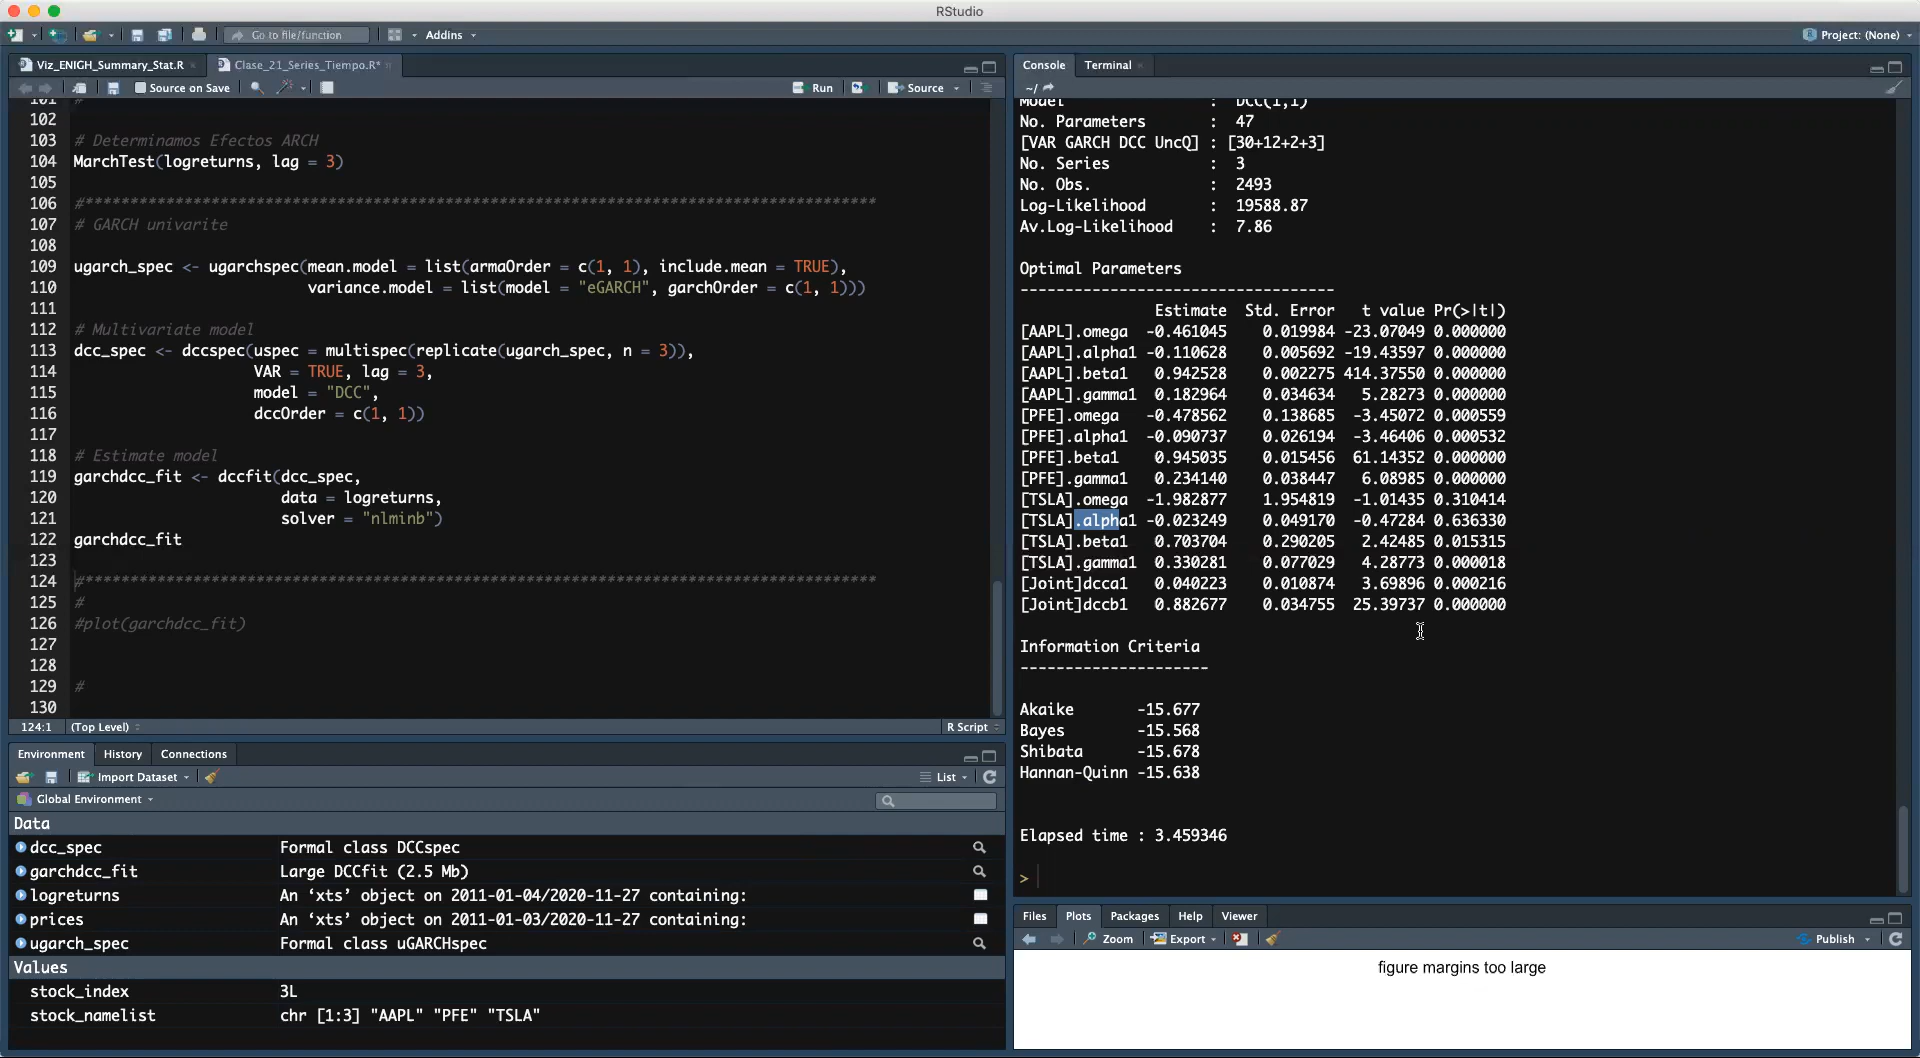 RStudio
Go to file/function
Addins
Project: (None)
Viz_ENIGH_Summary_Stat.R
Clase_21_Series_Tiempo.R*
Source on Save
Run
Source
101 #
102
103 # Determinamos Efectos ARCH
104 MarchTest(logreturns, lag = 3)
105
106 #****************************************************************************************
107 # GARCH univarite
108
109 ugarch_spec <- ugarchspec(mean.model = list(armaOrder = c(1, 1), include.mean = TRUE),
110 variance.model = list(model = "eGARCH", garchOrder = c(1, 1)))
111
112 # Multivariate model
113 dcc_spec <- dccspec(uspec = multispec(replicate(ugarch_spec, n = 3)),
114 VAR = TRUE, lag = 3,
115 model = "DCC",
116 dccOrder = c(1, 1))
117
118 # Estimate model
119 garchdcc_fit <- dccfit(dcc_spec,
120 data = logreturns,
121 solver = "nlminb")
122 garchdcc_fit
123
124 #****************************************************************************************
125 #
126 #plot(garchdcc_fit)
127
128
129 #
130
124:1 (Top Level)
R Script
Environment History Connections
Import Dataset
List
Global Environment
Data
dcc_spec Formal class DCCspec
garchdcc_fit Large DCCfit (2.5 Mb)
logreturns An ‘xts’ object on 2011-01-04/2020-11-27 containing:
prices An ‘xts’ object on 2011-01-03/2020-11-27 containing:
ugarch_spec Formal class uGARCHspec
Values
stock_index 3L
stock_namelist chr [1:3] "AAPL" "PFE" "TSLA"
Console Terminal
~/
Model : DCC(1,1)
No. Parameters : 47
[VAR GARCH DCC UncQ] : [30+12+2+3]
No. Series : 3
No. Obs. : 2493
Log-Likelihood : 19588.87
Av.Log-Likelihood : 7.86
Optimal Parameters
-----------------------------------
Estimate Std. Error t value Pr(>|t|)
[AAPL].omega -0.461045 0.019984 -23.07049 0.000000
[AAPL].alpha1 -0.110628 0.005692 -19.43597 0.000000
[AAPL].beta1 0.942528 0.002275 414.37550 0.000000
[AAPL].gamma1 0.182964 0.034634 5.28273 0.000000
[PFE].omega -0.478562 0.138685 -3.45072 0.000559
[PFE].alpha1 -0.090737 0.026194 -3.46406 0.000532
[PFE].beta1 0.945035 0.015456 61.14352 0.000000
[PFE].gamma1 0.234140 0.038447 6.08985 0.000000
[TSLA].omega -1.982877 1.954819 -1.01435 0.310414
[TSLA].alpha1 -0.023249 0.049170 -0.47284 0.636330
[TSLA].beta1 0.703704 0.290205 2.42485 0.015315
[TSLA].gamma1 0.330281 0.077029 4.28773 0.000018
[Joint]dcca1 0.040223 0.010874 3.69896 0.000216
[Joint]dccb1 0.882677 0.034755 25.39737 0.000000
Information Criteria
---------------------
Akaike -15.677
Bayes -15.568
Shibata -15.678
Hannan-Quinn -15.638
Elapsed time : 3.459346
>
Files Plots Packages Help Viewer
Zoom
Export
Publish
figure margins too large